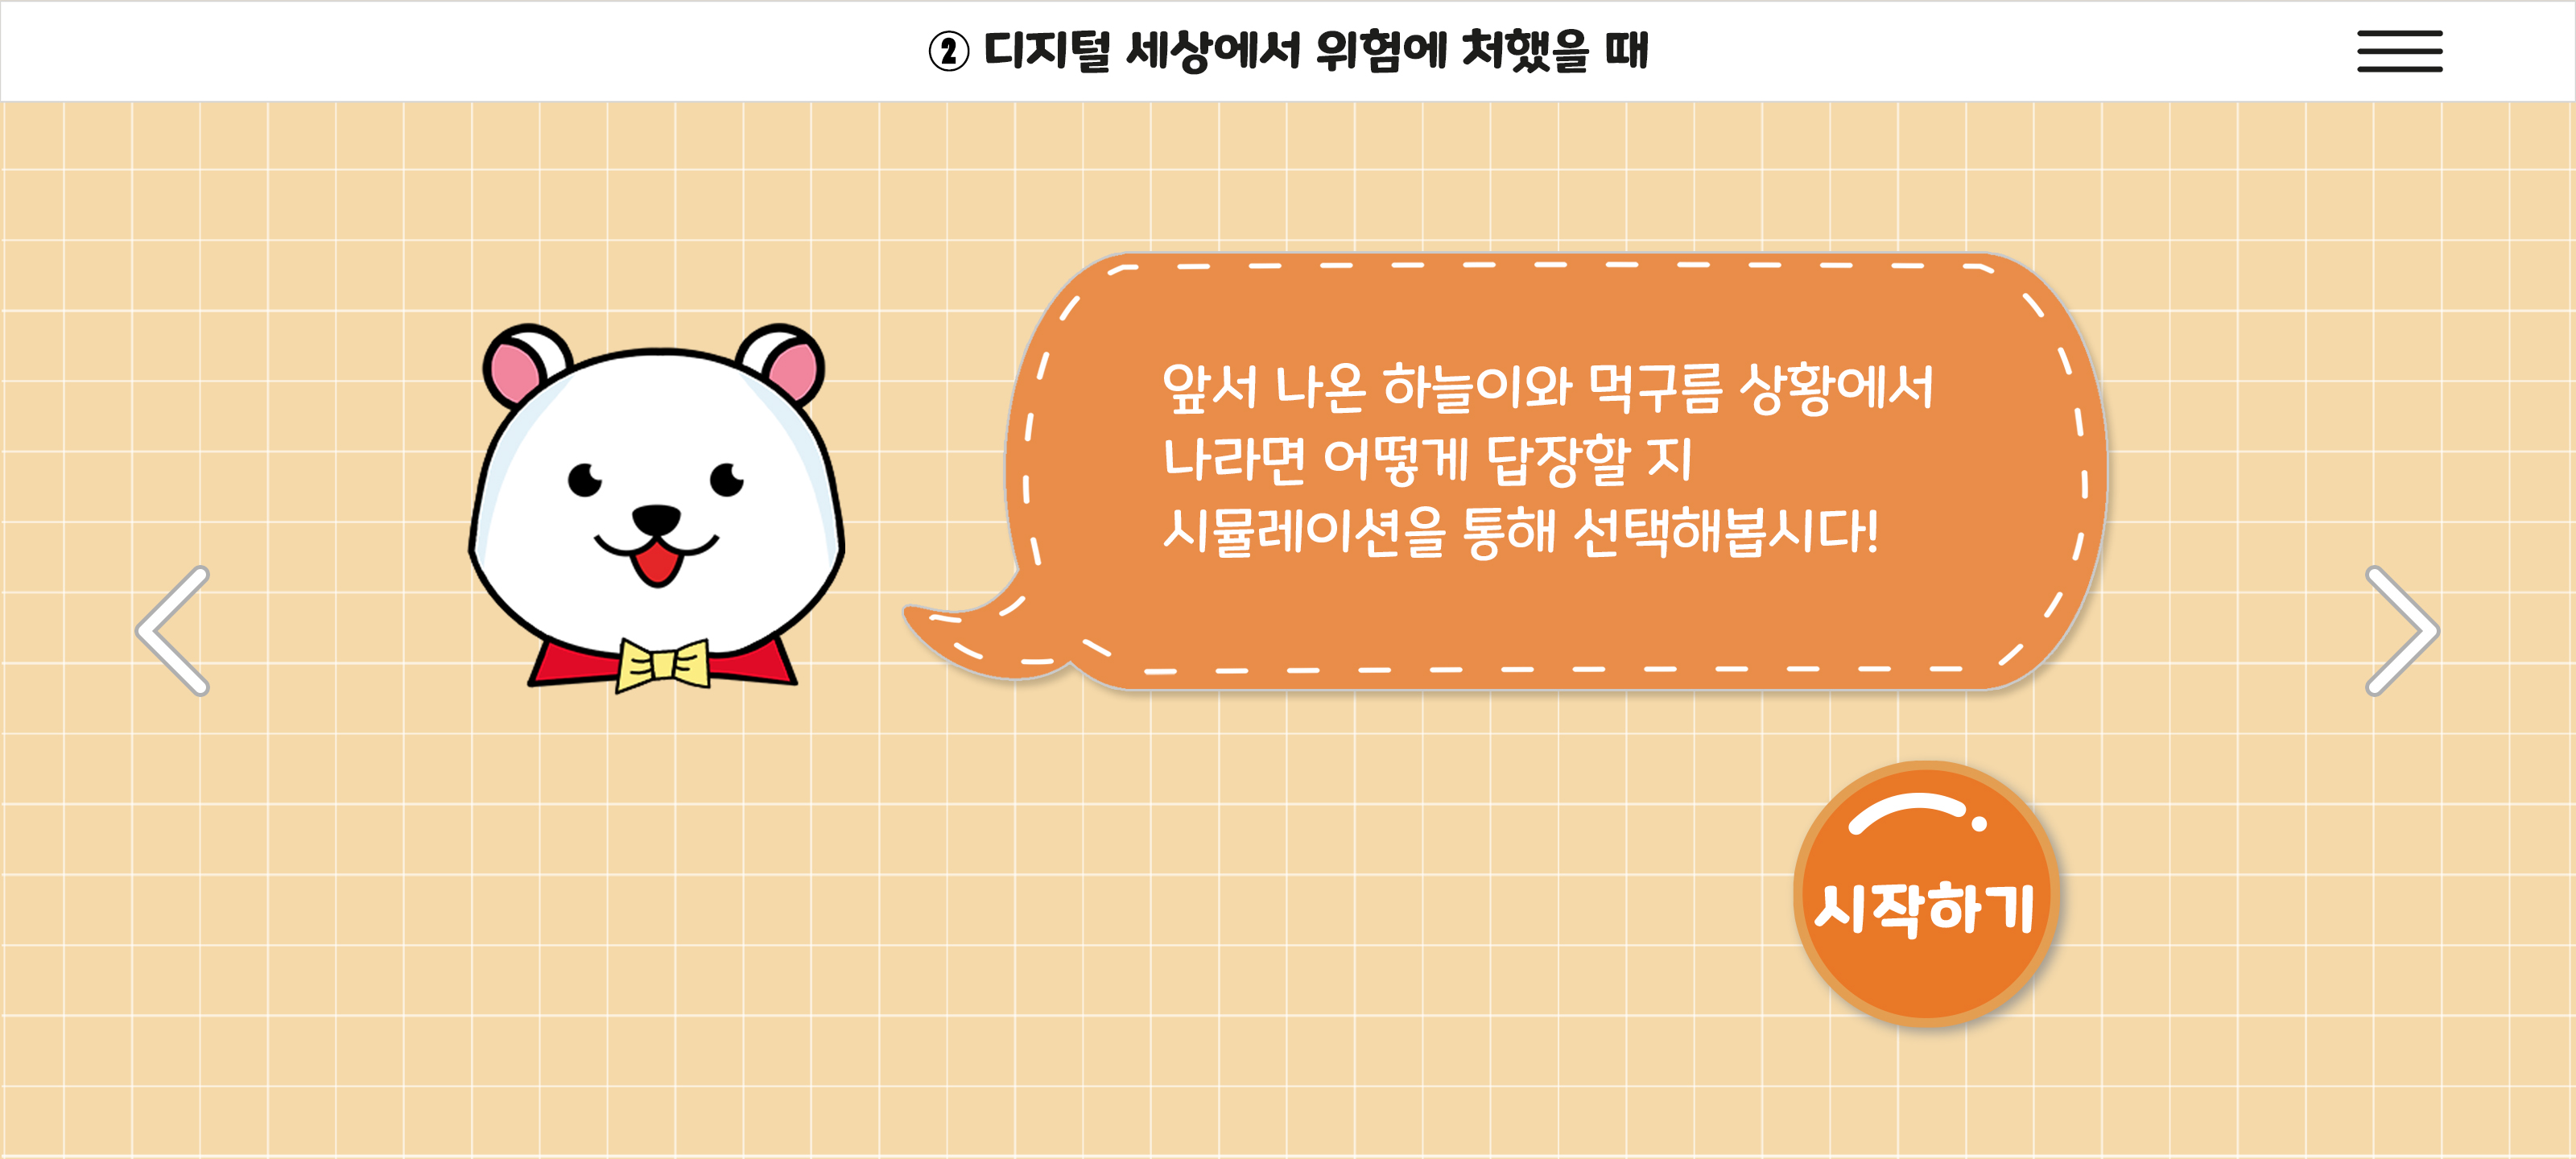 ② 디지털 세상에서 위험에 처했을 때
앞서 나온 하늘이와 먹구름 상황에서
나라면 어떻게 답장할 지
시뮬레이션을 통해 선택해봅시다!
시작하기